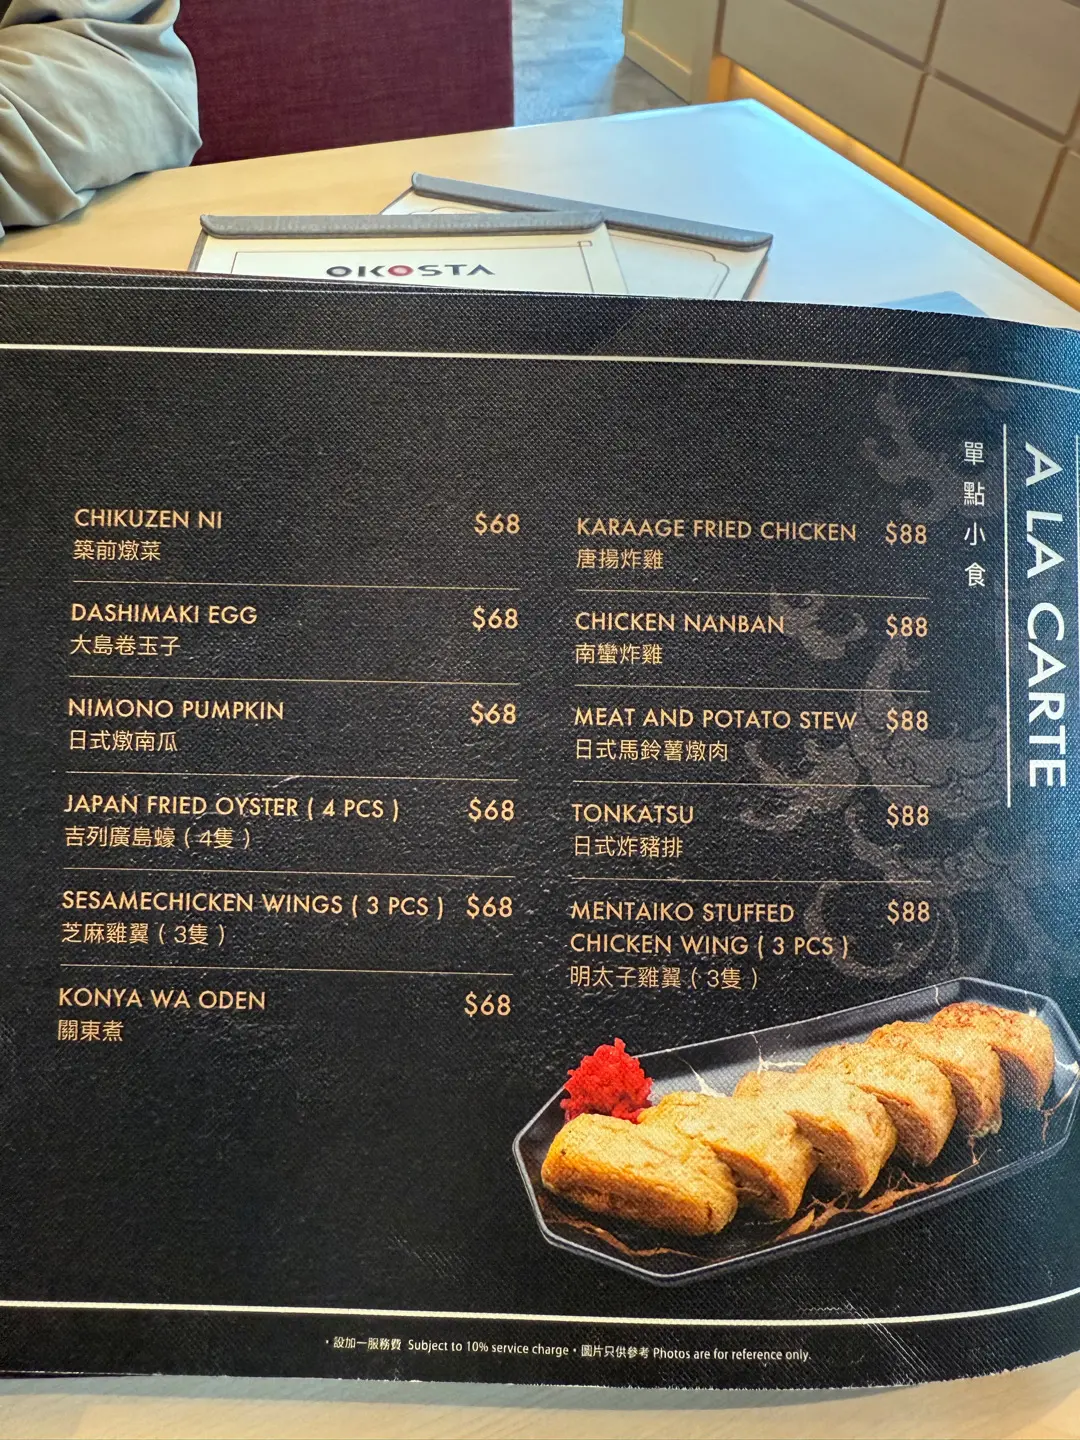 OKOSTA
A LA CARTE
單點小食
CHIKUZEN NI $68
築前燉菜
DASHIMAKI EGG $68
大島卷玉子
NIMONO PUMPKIN $68
日式燉南瓜
JAPAN FRIED OYSTER ( 4 PCS ) $68
吉列廣島蠔 ( 4隻 )
SESAMECHICKEN WINGS ( 3 PCS ) $68
芝麻雞翼 ( 3隻 )
KONYA WA ODEN $68
關東煮
KARAAGE FRIED CHICKEN $88
唐揚炸雞
CHICKEN NANBAN $88
南蠻炸雞
MEAT AND POTATO STEW $88
日式馬鈴薯燉肉
TONKATSU $88
日式炸豬排
MENTAIKO STUFFED $88
CHICKEN WING ( 3 PCS )
明太子雞翼 ( 3隻 )
・設加一服務費 Subject to 10% service charge・圖片只供參考 Photos are for reference only.